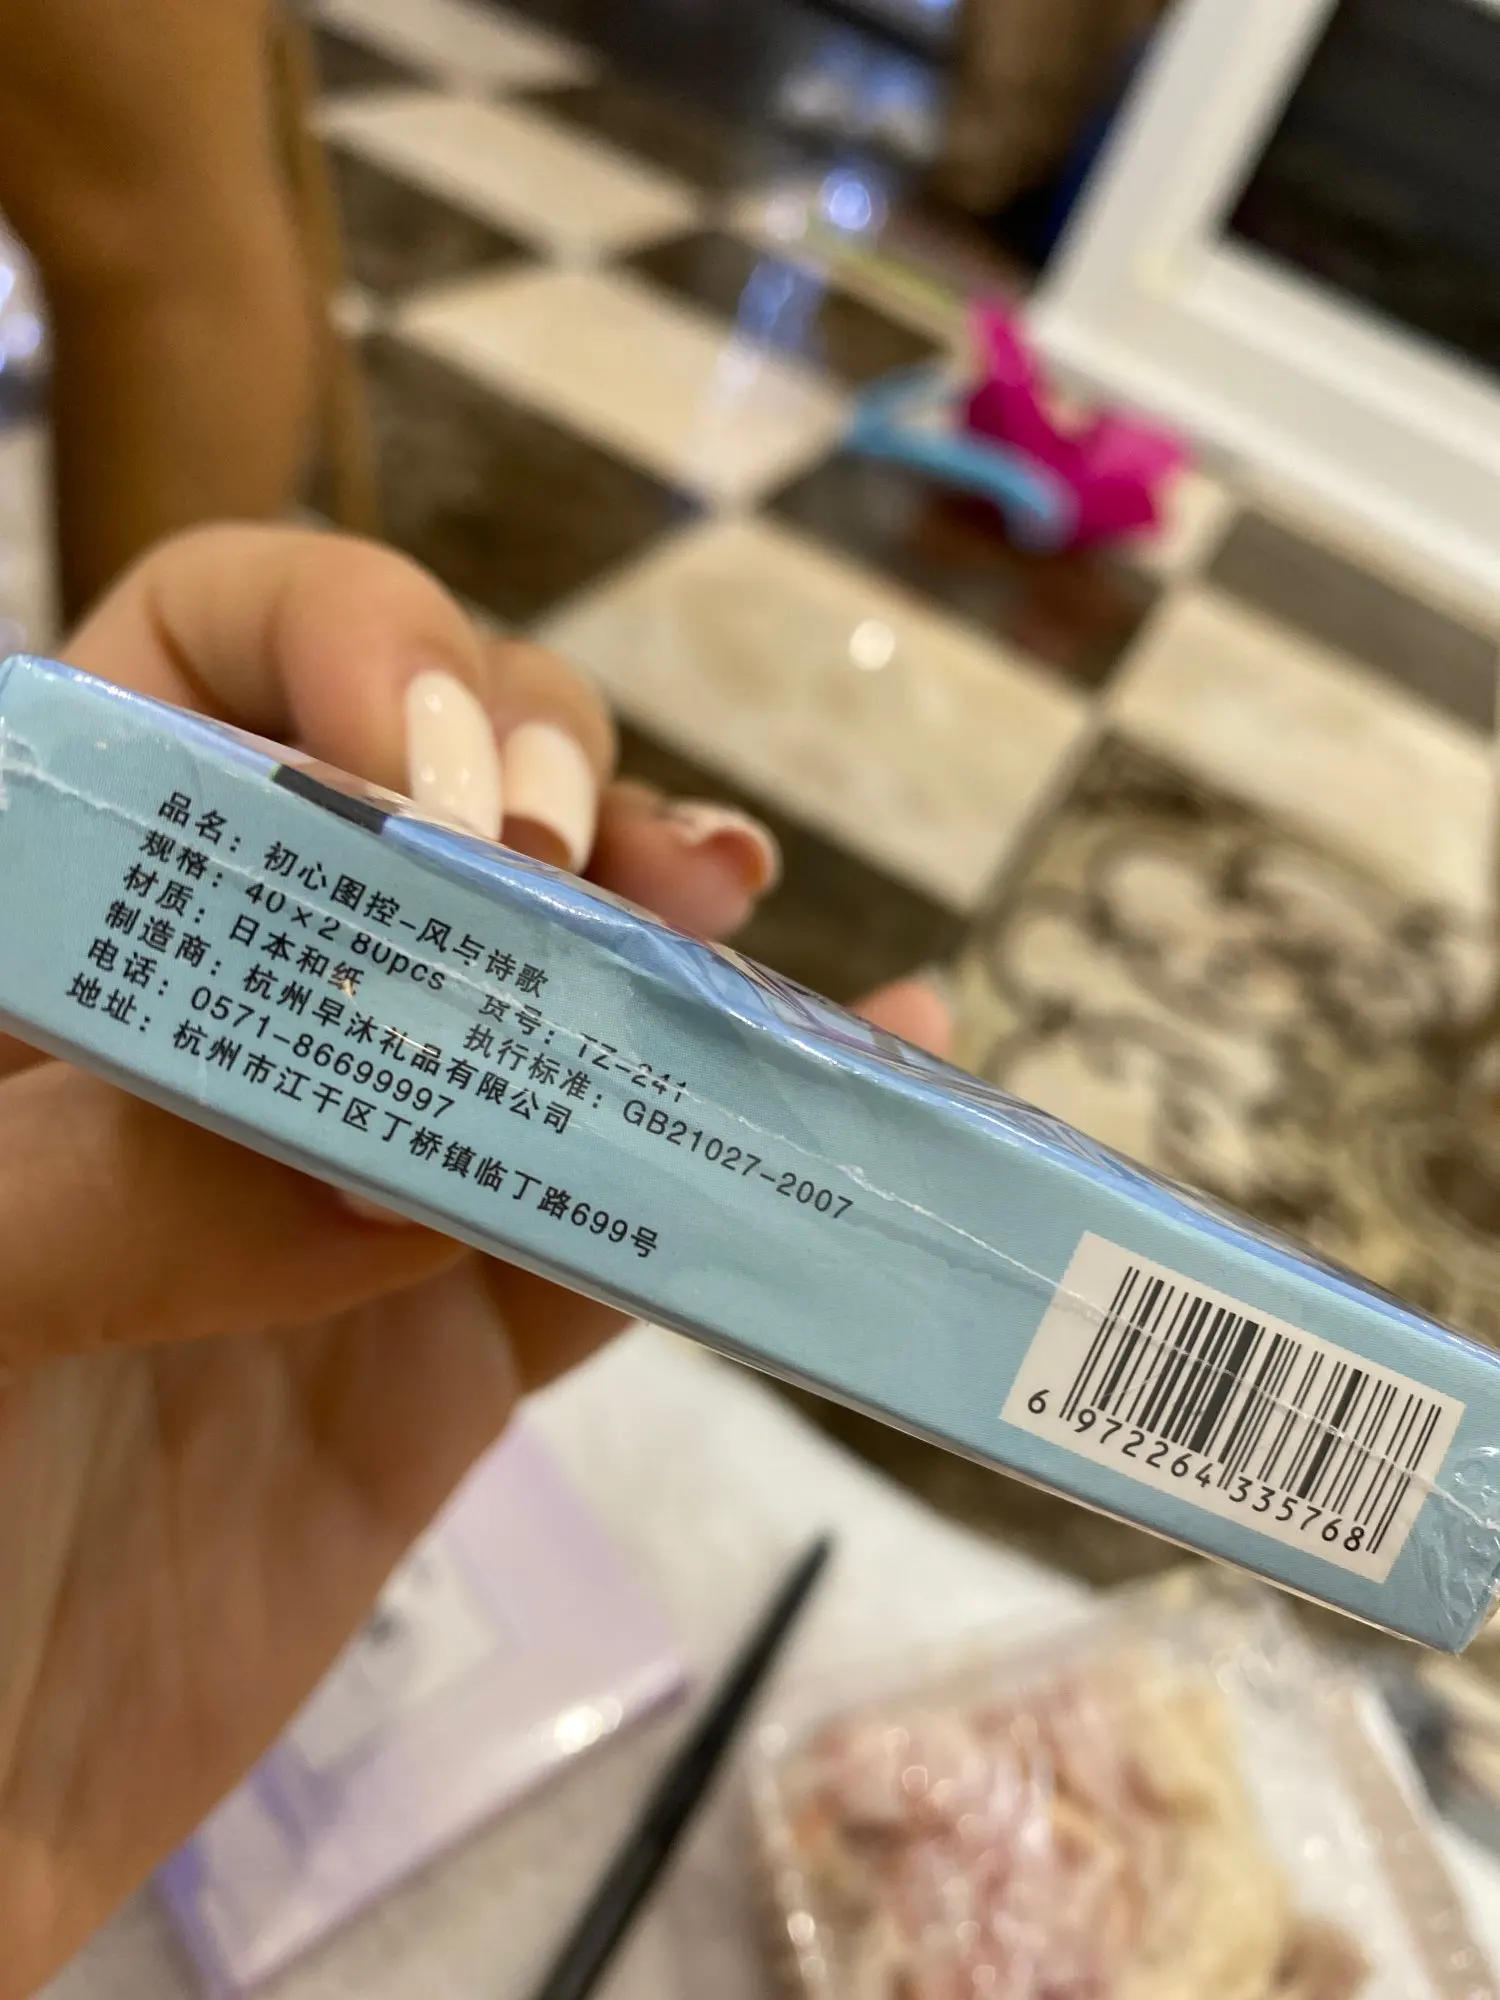 品名：初心图控-风与诗歌
规格：40×2 80pcs 货号：TZ-241
材质：日本和纸 执行标准：GB21027-2007
制造商：杭州早沐礼品有限公司
电话：0571-86699997
地址：杭州市江干区丁桥镇临丁路699号
6 972264 335768